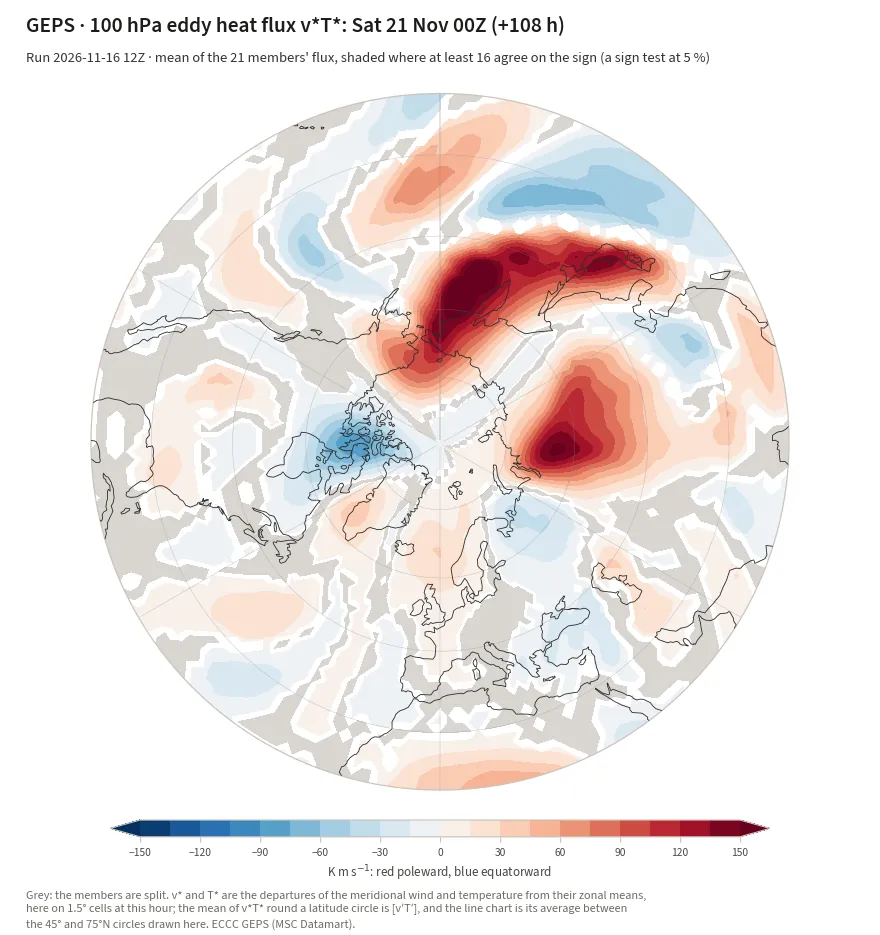 GEPS · 100 hPa eddy heat flux v*T*: Sat 21 Nov 00Z (+108 h)
Run 2026-11-16 12Z · mean of the 21 members' flux, shaded where at least 16 agree on the sign (a sign test at 5 %)
−150 −120 −90 −60 −30 0 30 60 90 120 150
K m s⁻¹: red poleward, blue equatorward
Grey: the members are split. v* and T* are the departures of the meridional wind and temperature from their zonal means,
here on 1.5° cells at this hour; the mean of v*T* round a latitude circle is [v'T'], and the line chart is its average between
the 45° and 75°N circles drawn here. ECCC GEPS (MSC Datamart).